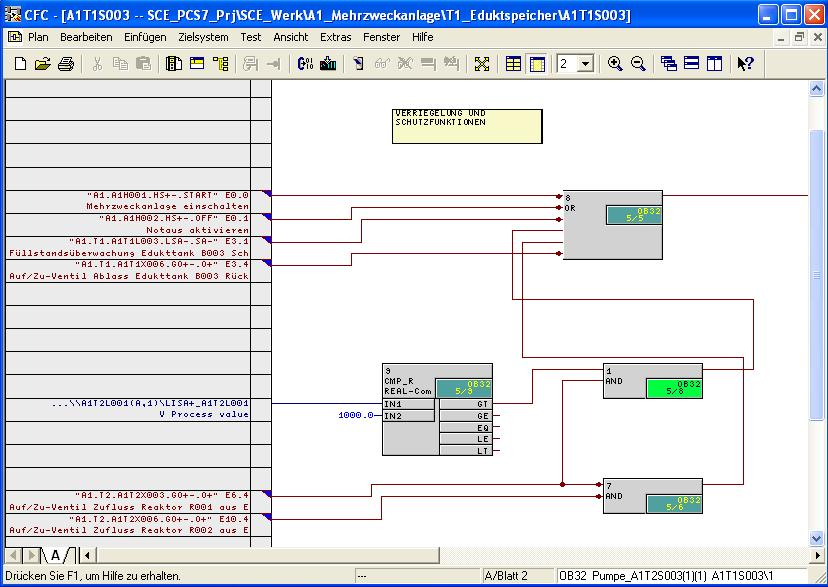 CFC - [A1T1S003 -- SCE_PCS7_Prj\SCE_Werk\A1_Mehrzweckanlage\T1_Eduktspeicher\A1T1S003]
Plan Bearbeiten Einfügen Zielsystem Test Ansicht Extras Fenster Hilfe
2
VERRIEGELUNG UND
SCHUTZFUNKTIONEN
"A1.A1H001.HS+-.START" E0.0
Mehrzweckanlage einschalten
"A1.A1H002.HS+-.OFF" E0.1
Notaus aktivieren
"A1.T1.A1T1L003.LSA-.SA-" E3.1
Füllstandsüberwachung Edukttank B003 Sch
"A1.T1.A1T1X006.GO+-.O+" E3.4
Auf/Zu-Ventil Ablass Edukttank B003 Rück
8
OR
OB32
5/5
9
CMP_R
REAL-Com
OB32
5/9
IN1
IN2
GT
GE
EQ
LE
LT
...\\A1T2L001(A,1)\LISA+_A1T2L001
V Process value
1000.0
1
AND
OB32
5/8
"A1.T2.A1T2X003.GO+-.O+" E6.4
Auf/Zu-Ventil Zufluss Reaktor R001 aus E
"A1.T2.A1T2X006.GO+-.O+" E10.4
Auf/Zu-Ventil Zufluss Reaktor R002 aus E
7
AND
OB32
5/6
A
Drücken Sie F1, um Hilfe zu erhalten.
---
A/Blatt 2
OB32 Pumpe_A1T2S003(1)(1) A1T1S003\1